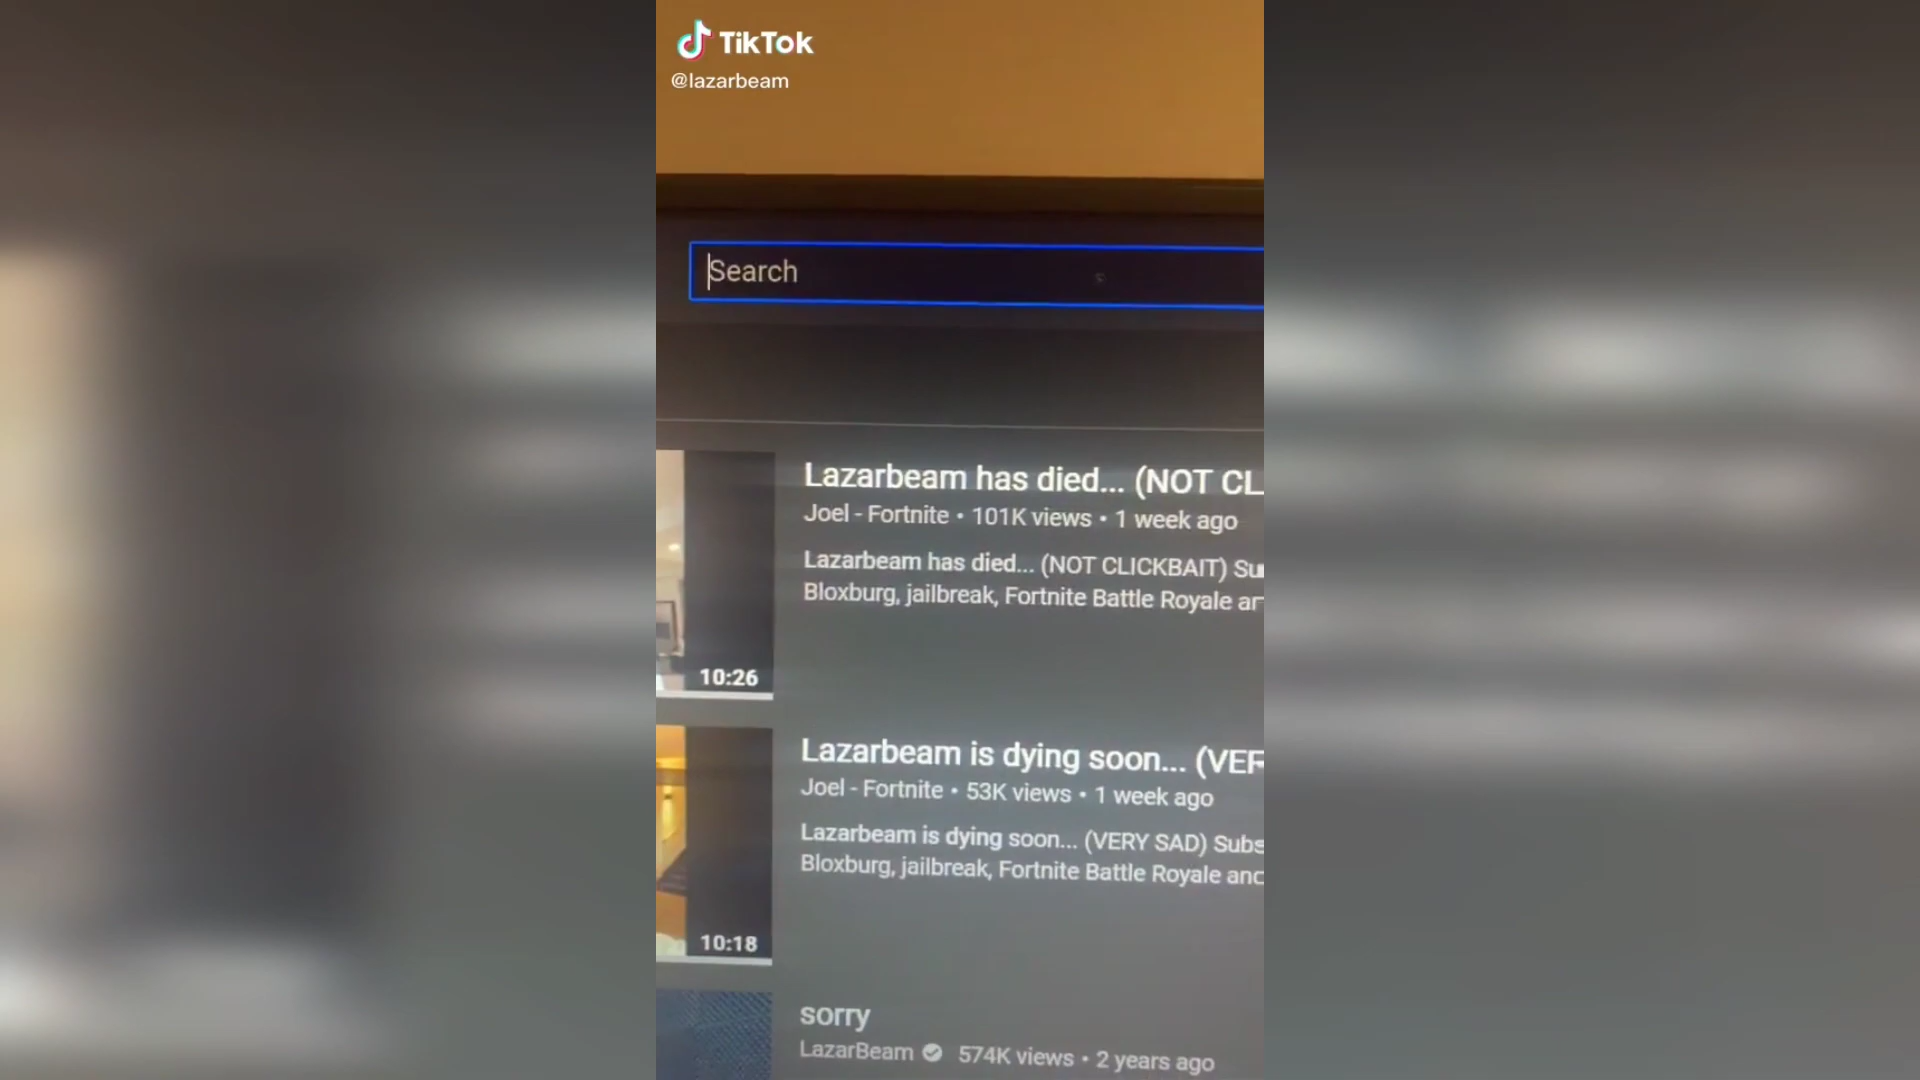 TikTok
@lazarbeam
Search
Lazarbeam has died... (NOT CL
Joel - Fortnite • 101K views • 1 week ago
Lazarbeam has died... (NOT CLICKBAIT) Su
Bloxburg, jailbreak, Fortnite Battle Royale ar
10:26
Lazarbeam is dying soon... (VER
Joel - Fortnite • 53K views • 1 week ago
Lazarbeam is dying soon... (VERY SAD) Subs
Bloxburg, jailbreak, Fortnite Battle Royale and
10:18
sorry
LazarBeam 574K views • 2 years ago